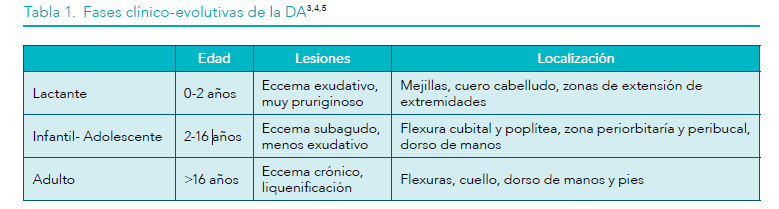 Tabla 1. Fases clínico-evolutivas de la DA3,4,5
Edad Lesiones Localización
Lactante 0-2 años Eccema exudativo, muy pruriginoso Mejillas, cuero cabelludo, zonas de extensión de extremidades
Infantil- Adolescente 2-16 años Eccema subagudo, menos exudativo Flexura cubital y poplítea, zona periorbitaría y peribucal, dorso de manos
Adulto >16 años Eccema crónico, liquenificación Flexuras, cuello, dorso de manos y pies